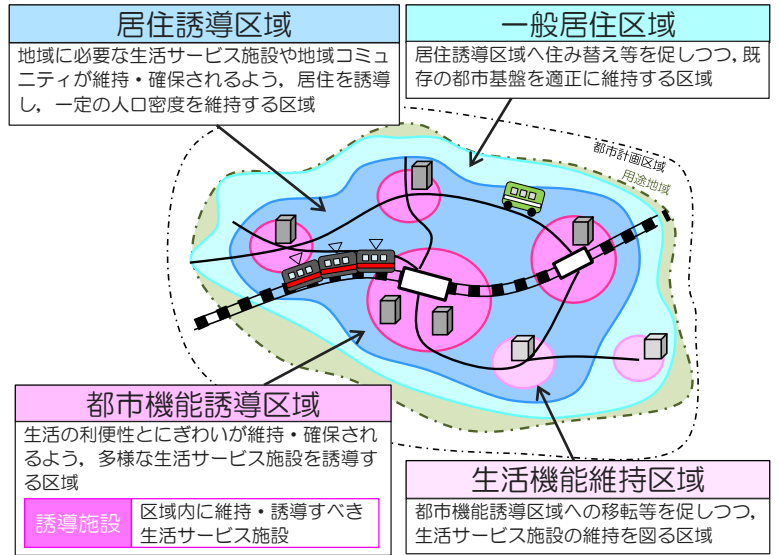 居住誘導区域
地域に必要な生活サービス施設や地域コミュ
ニティが維持・確保されるよう，居住を誘導
し，一定の人口密度を維持する区域
一般居住区域
居住誘導区域へ住み替え等を促しつつ，既
存の都市基盤を適正に維持する区域
都市計画区域
用途地域
都市機能誘導区域
生活の利便性とにぎわいが維持・確保され
るよう，多様な生活サービス施設を誘導す
る区域
誘導施設
区域内に維持・誘導すべき
生活サービス施設
生活機能維持区域
都市機能誘導区域への移転等を促しつつ，
生活サービス施設の維持を図る区域